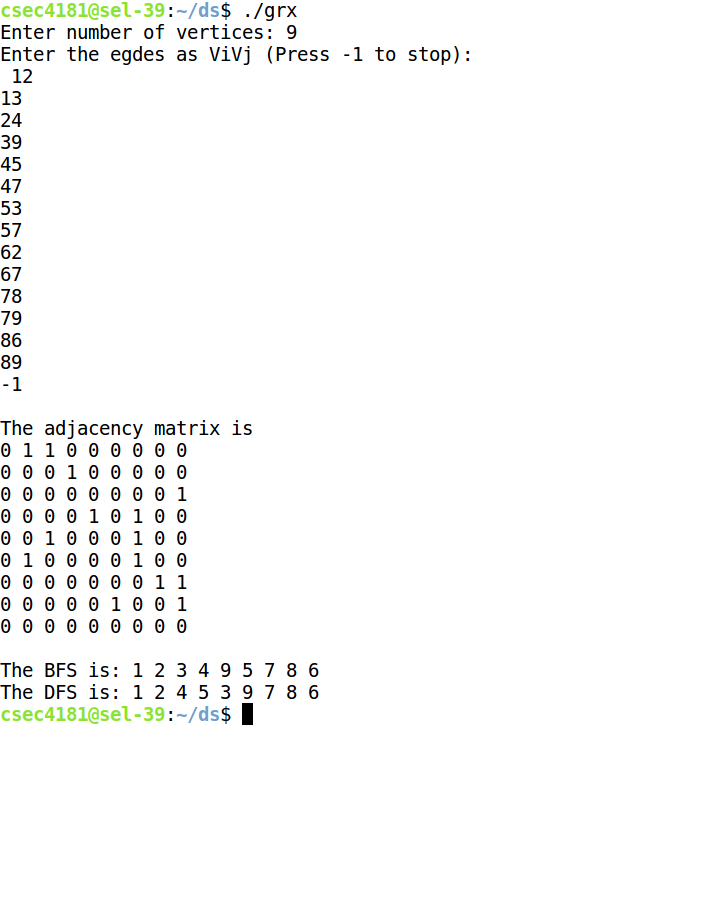 csec4181@sel-39:~/ds$ ./grx
Enter number of vertices: 9
Enter the egdes as ViVj (Press -1 to stop):
12
13
24
39
45
47
53
57
62
67
78
79
86
89
-1
The adjacency matrix is
0 1 1 0 0 0 0 0 0
0 0 0 1 0 0 0 0 0
0 0 0 0 0 0 0 0 1
0 0 0 0 1 0 1 0 0
0 0 1 0 0 0 1 0 0
0 1 0 0 0 0 1 0 0
0 0 0 0 0 0 0 1 1
0 0 0 0 0 1 0 0 1
0 0 0 0 0 0 0 0 0
The BFS is: 1 2 3 4 9 5 7 8 6
The DFS is: 1 2 4 5 3 9 7 8 6
csec4181@sel-39:~/ds$